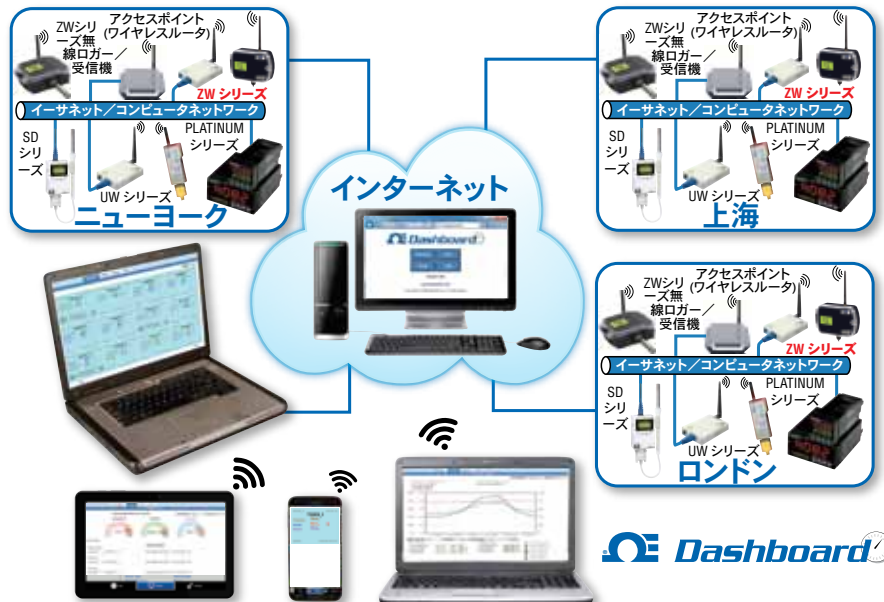 アクセスポイント
(ワイヤレスルータ)
ZWシリ
ーズ無
線ロガー／
受信機
ZW シリーズ
イーサネット／コンピュータネットワーク
SD
シリ
ーズ
UW シリーズ
PLATINUM
シリーズ
ニューヨーク
アクセスポイント
(ワイヤレスルータ)
ZWシリ
ーズ無
線ロガー／
受信機
ZW シリーズ
イーサネット／コンピュータネットワーク
SD
シリ
ーズ
UW シリーズ
PLATINUM
シリーズ
上海
インターネット
Dashboard
アクセスポイント
(ワイヤレスルータ)
ZWシリ
ーズ無
線ロガー／
受信機
ZW シリーズ
イーサネット／コンピュータネットワーク
SD
シリ
ーズ
UW シリーズ
PLATINUM
シリーズ
ロンドン
OE Dashboard